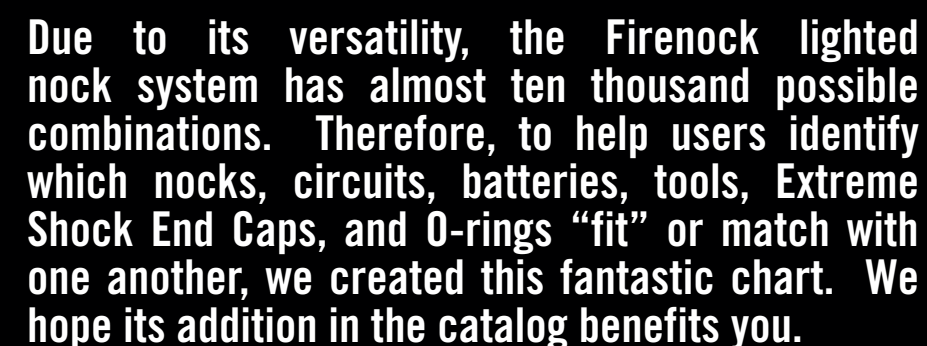 Due to its versatility, the Firenock lighted
nock system has almost ten thousand possible
combinations. Therefore, to help users identify
which nocks, circuits, batteries, tools, Extreme
Shock End Caps, and O-rings “fit” or match with
one another, we created this fantastic chart. We
hope its addition in the catalog benefits you.